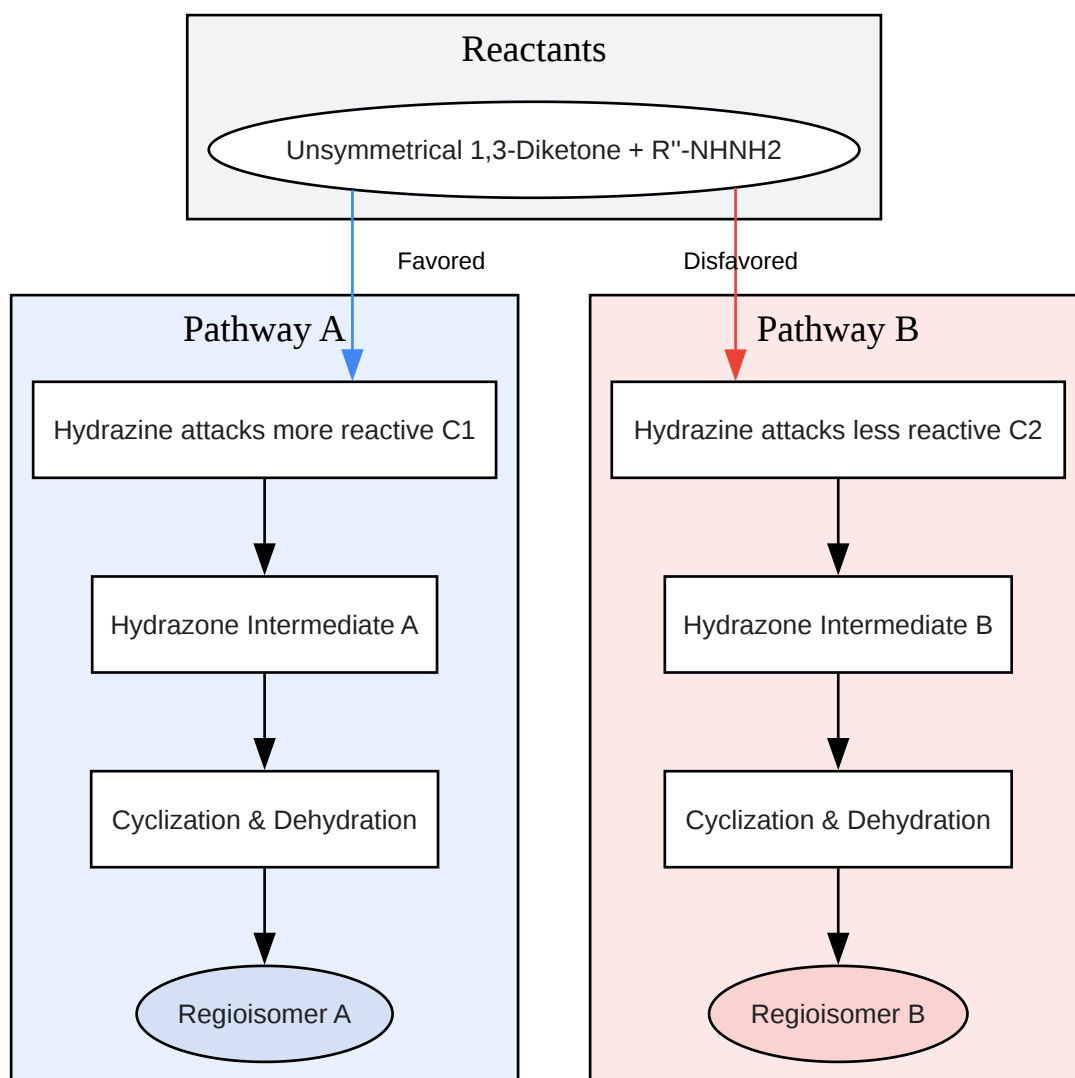 Reactants
Unsymmetrical 1,3-Diketone + R''-NHNH2
Favored
Disfavored
Pathway A
Hydrazine attacks more reactive C1
Hydrazone Intermediate A
Cyclization & Dehydration
Regioisomer A
Pathway B
Hydrazine attacks less reactive C2
Hydrazone Intermediate B
Cyclization & Dehydration
Regioisomer B